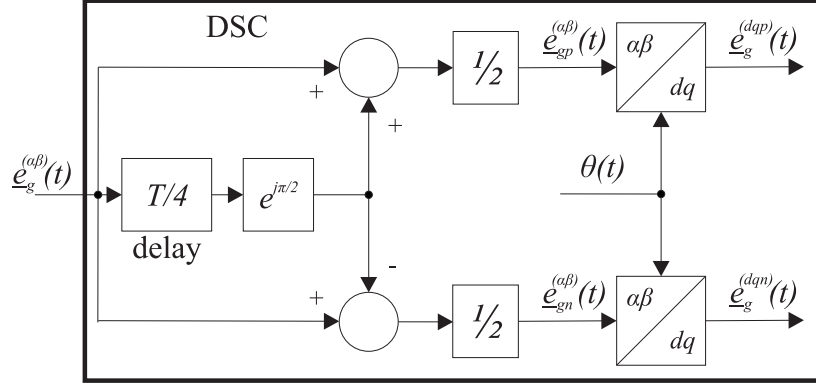 DSC
½
e_gp^(αβ)(t)
αβ
dq
e_g^(dqp)(t)
+
+
e_g^(αβ)(t)
T/4
e^jπ/2
θ(t)
delay
-
+
½
e_gn^(αβ)(t)
αβ
dq
e_g^(dqn)(t)